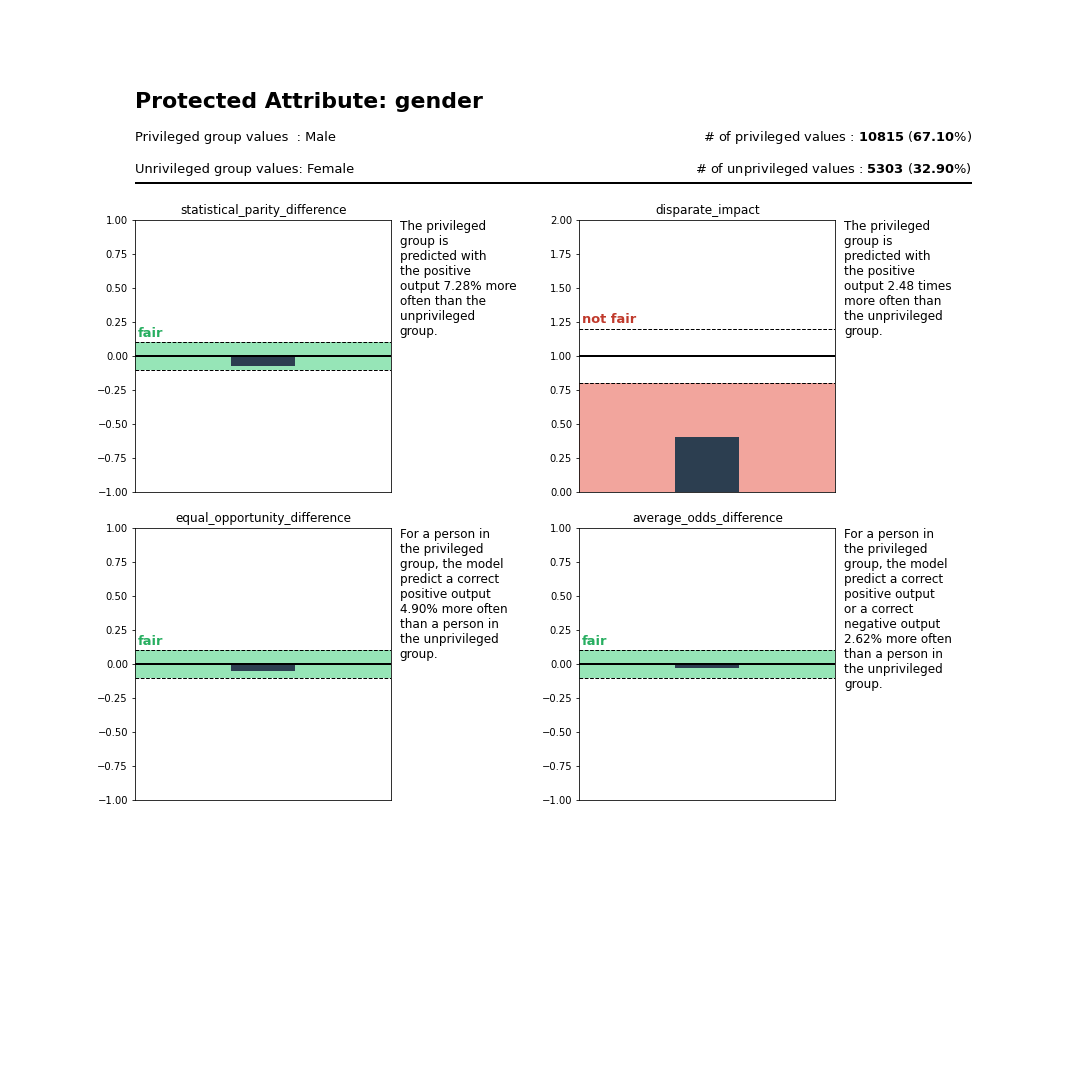 Protected Attribute: gender
Privileged group values  : Male
# of privileged values : 10815 (67.10%)
Unrivileged group values: Female
# of unprivileged values : 5303 (32.90%)
statistical_parity_difference
1.00
0.75
0.50
0.25
0.00
−0.25
−0.50
−0.75
−1.00
fair
The privileged
group is
predicted with
the positive
output 7.28% more
often than the
unprivileged
group.
disparate_impact
2.00
1.75
1.50
1.25
1.00
0.75
0.50
0.25
0.00
not fair
The privileged
group is
predicted with
the positive
output 2.48 times
more often than
the unprivileged
group.
equal_opportunity_difference
1.00
0.75
0.50
0.25
0.00
−0.25
−0.50
−0.75
−1.00
fair
For a person in
the privileged
group, the model
predict a correct
positive output
4.90% more often
than a person in
the unprivileged
group.
average_odds_difference
1.00
0.75
0.50
0.25
0.00
−0.25
−0.50
−0.75
−1.00
fair
For a person in
the privileged
group, the model
predict a correct
positive output
or a correct
negative output
2.62% more often
than a person in
the unprivileged
group.